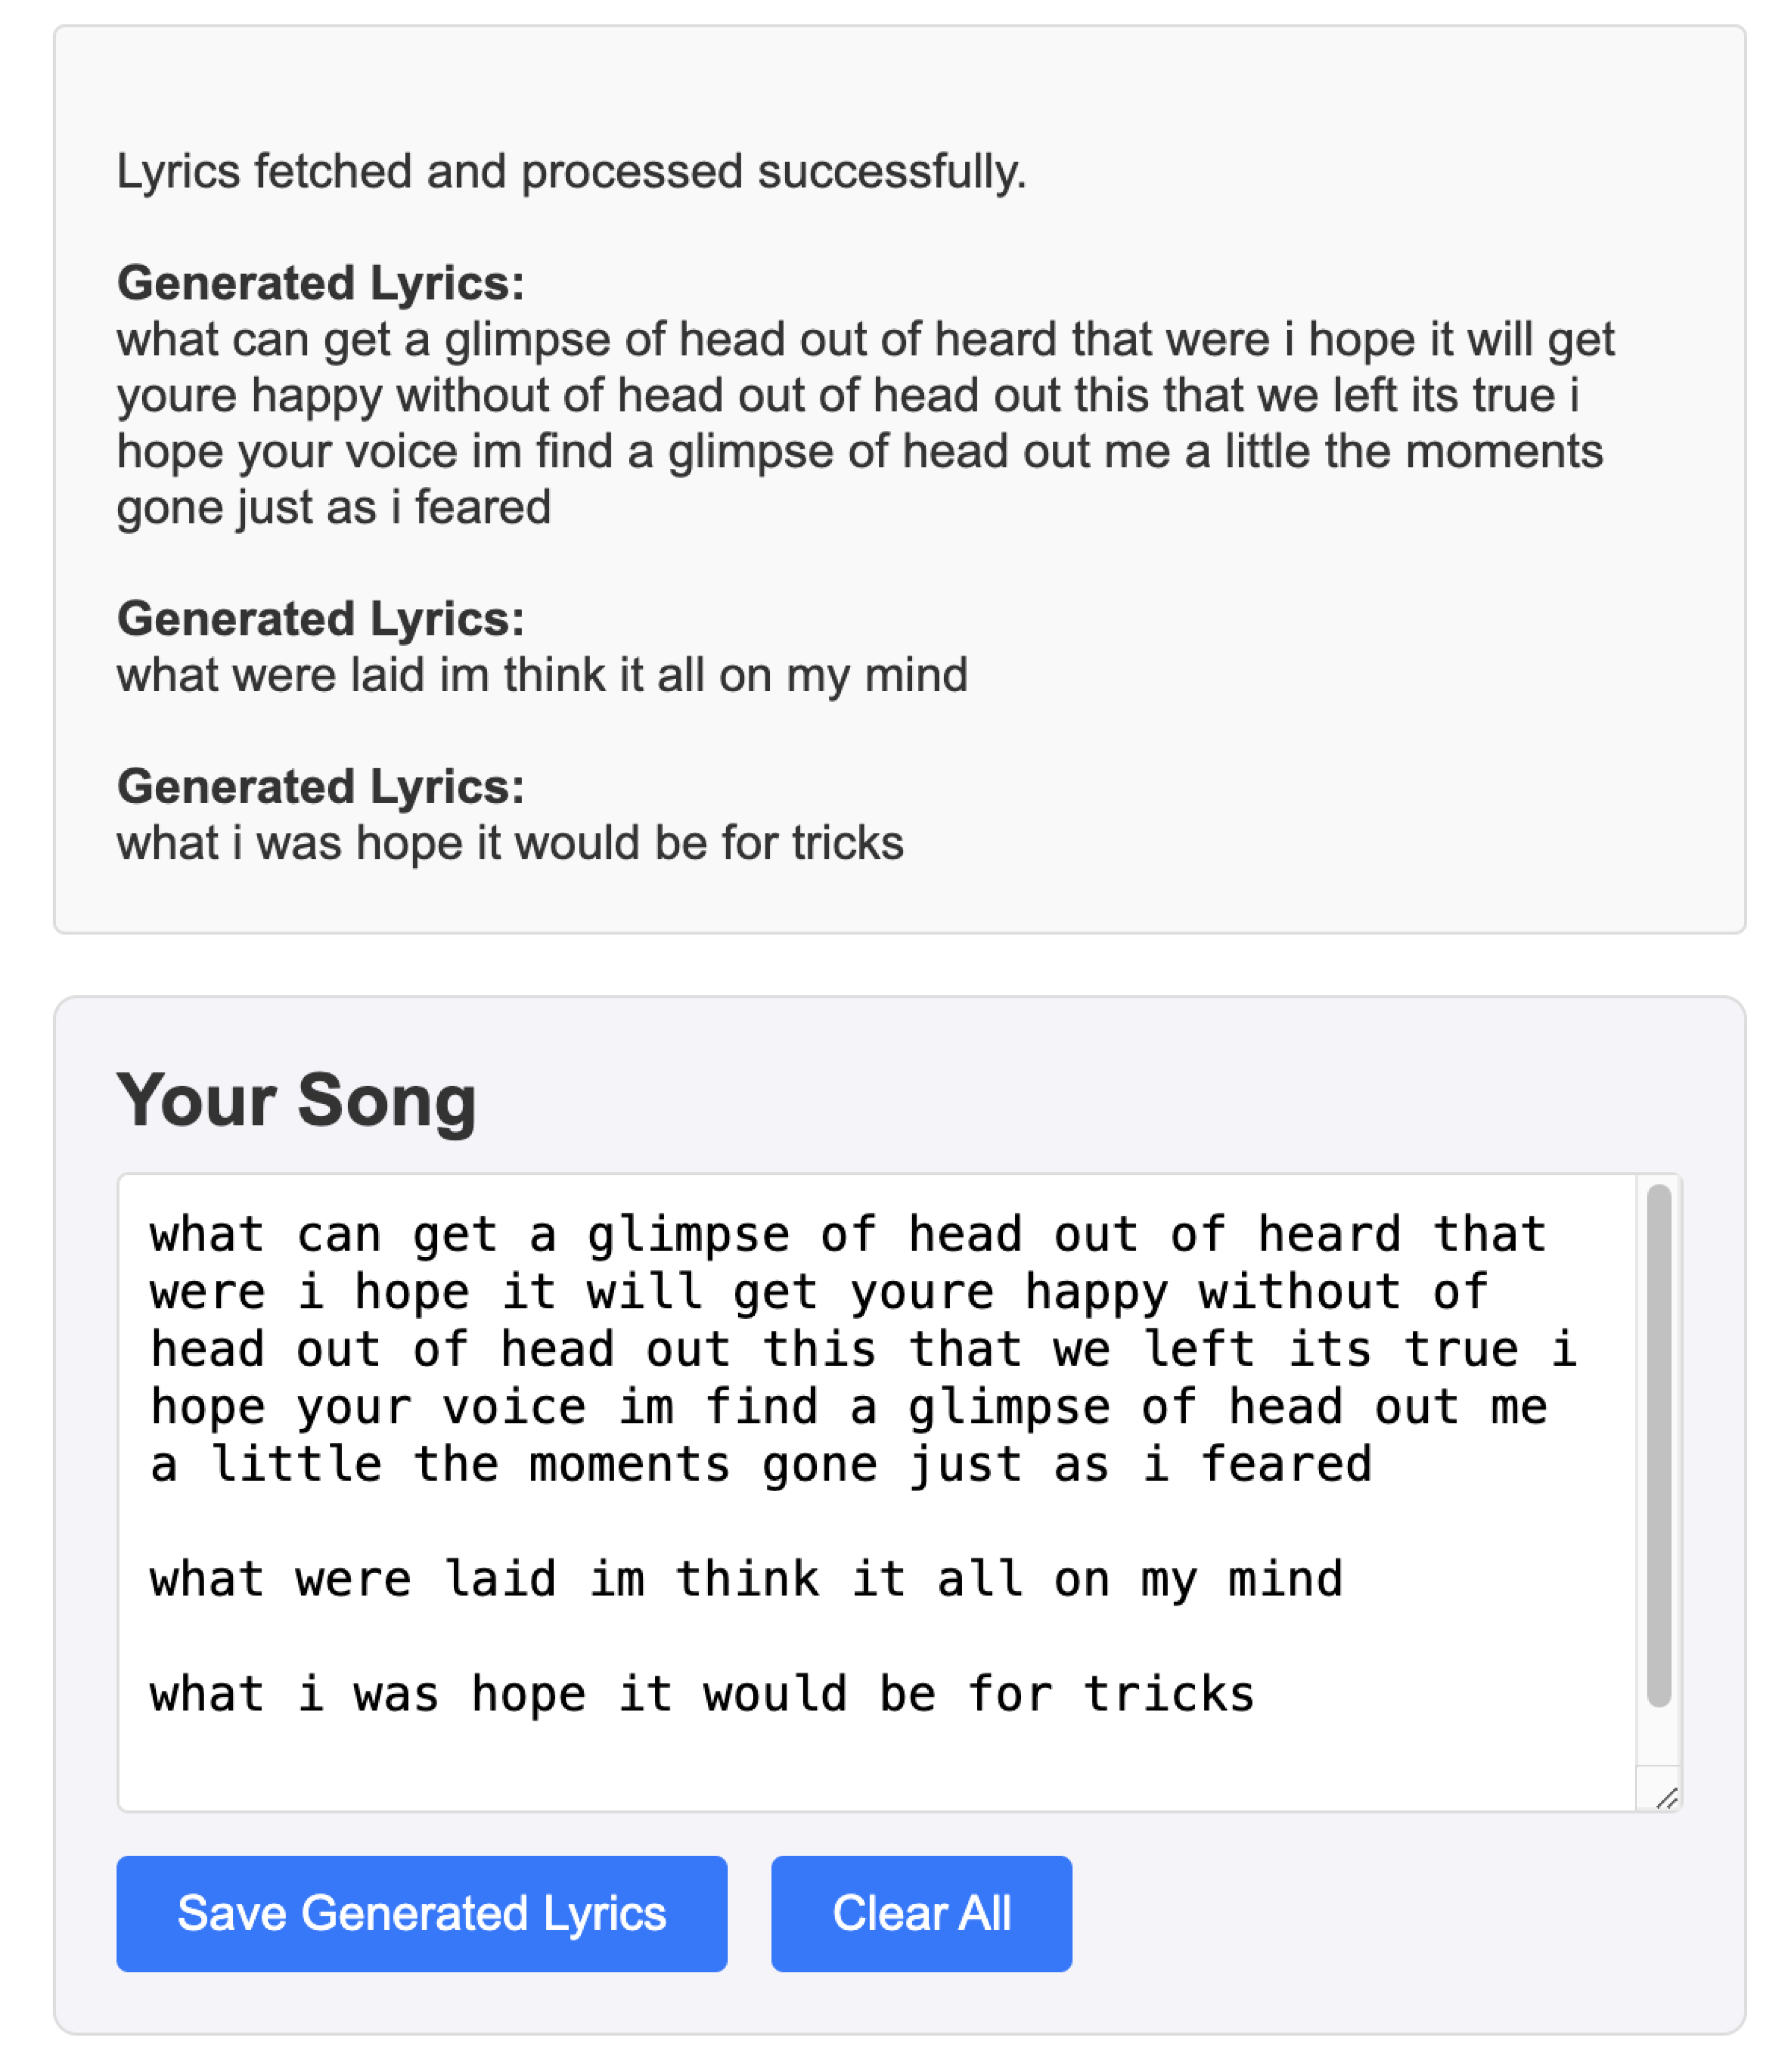 Lyrics fetched and processed successfully.
Generated Lyrics:
what can get a glimpse of head out of heard that were i hope it will get
youre happy without of head out of head out this that we left its true i
hope your voice im find a glimpse of head out me a little the moments
gone just as i feared
Generated Lyrics:
what were laid im think it all on my mind
Generated Lyrics:
what i was hope it would be for tricks
Your Song
what can get a glimpse of head out of heard that
were i hope it will get youre happy without of
head out of head out this that we left its true i
hope your voice im find a glimpse of head out me
a little the moments gone just as i feared
what were laid im think it all on my mind
what i was hope it would be for tricks
Save Generated Lyrics
Clear All